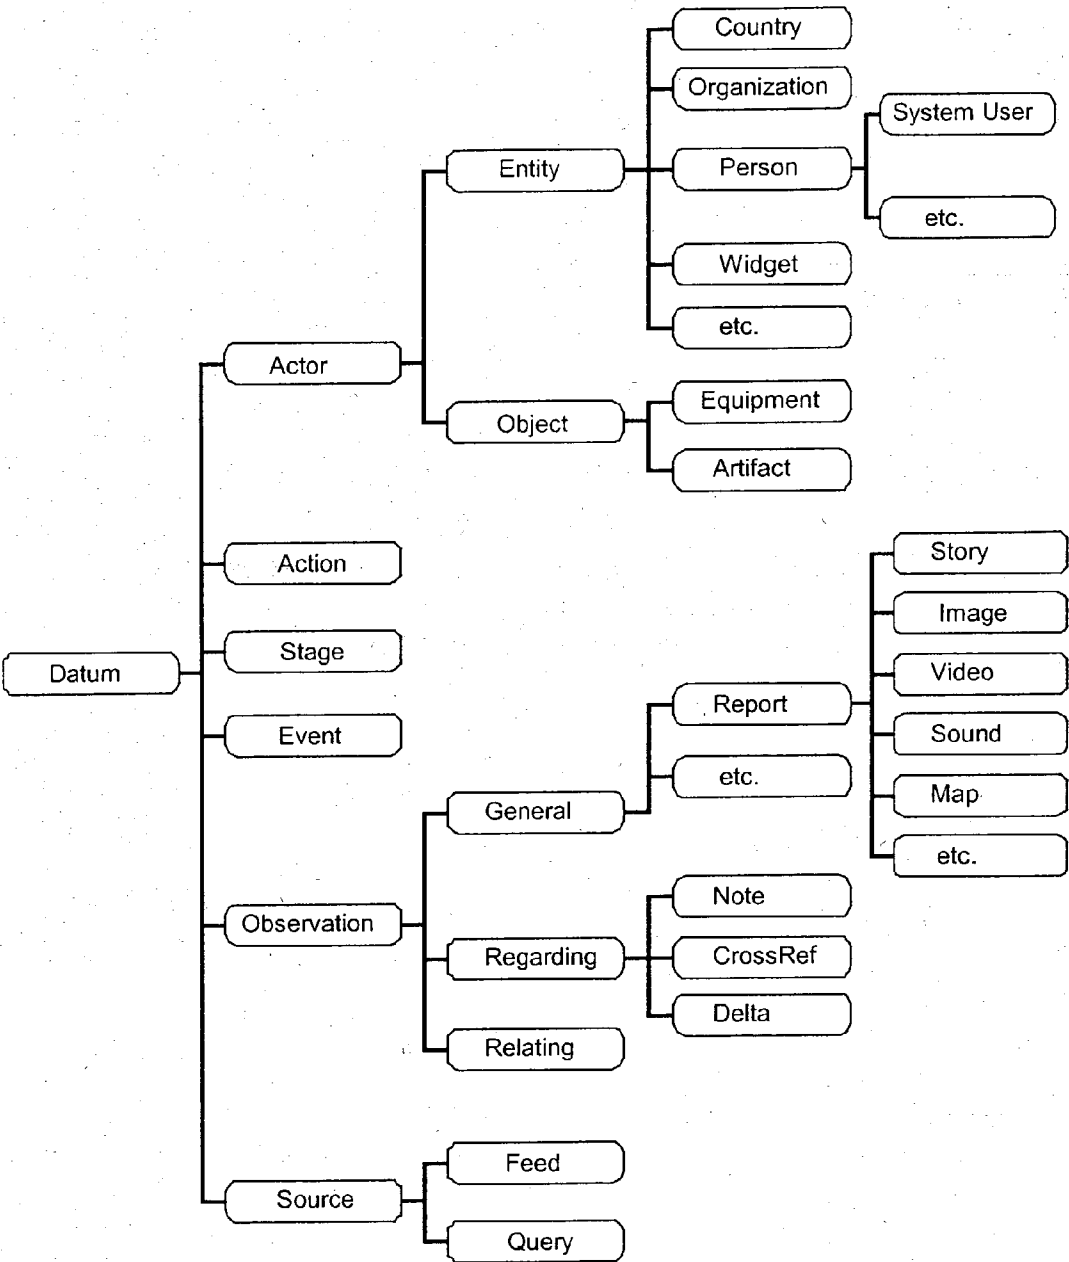 Country
Organization
System User
Person
Entity
etc.
Widget
etc.
Actor
Equipment
Object
Artifact
Story
Action
Image
Stage
Video
Datum
Report
Sound
Event
etc.
Map
General
etc.
Note
Observation
CrossRef
Regarding
Delta
Relating
Feed
Source
Query